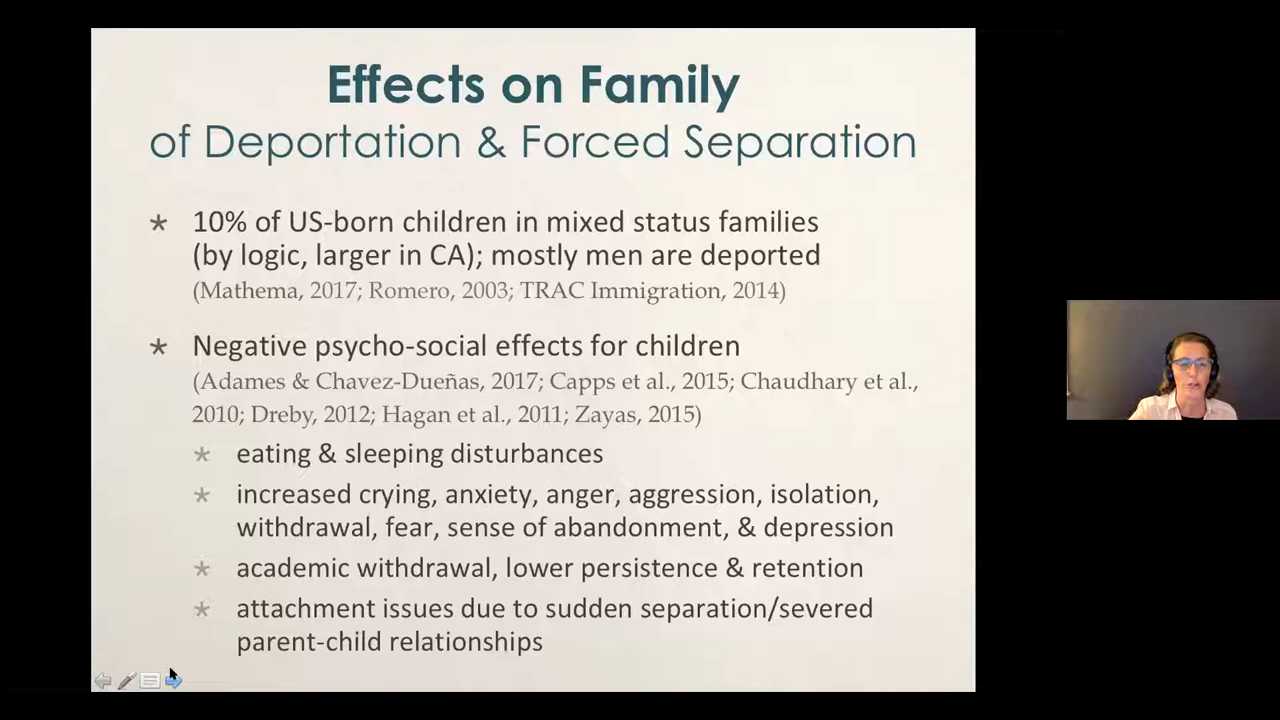 Effects on Family
of Deportation & Forced Separation
* 10% of US-born children in mixed status families
(by logic, larger in CA); mostly men are deported
(Mathema, 2017; Romero, 2003; TRAC Immigration, 2014)
* Negative psycho-social effects for children
(Adames & Chavez-Dueñas, 2017; Capps et al., 2015; Chaudhary et al.,
2010; Dreby, 2012; Hagan et al., 2011; Zayas, 2015)
* eating & sleeping disturbances
* increased crying, anxiety, anger, aggression, isolation,
withdrawal, fear, sense of abandonment, & depression
* academic withdrawal, lower persistence & retention
* attachment issues due to sudden separation/severed
parent-child relationships